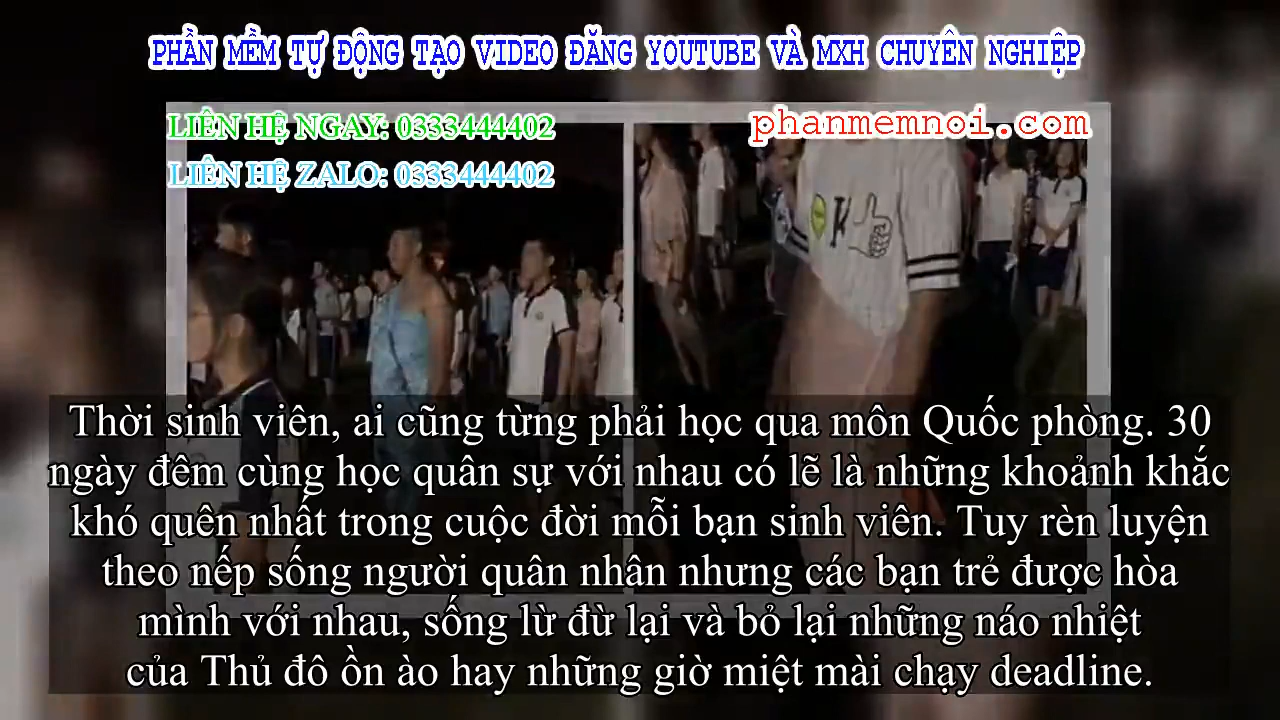 PHẦN MỀM TỰ ĐỘNG TẠO VIDEO ĐĂNG YOUTUBE VÀ MXH CHUYÊN NGHIỆP
LIÊN HỆ NGAY: 0333444402
phanmemnoi.com
LIÊN HỆ ZALO: 0333444402
K
Thời sinh viên, ai cũng từng phải học qua môn Quốc phòng. 30
ngày đêm cùng học quân sự với nhau có lẽ là những khoảnh khắc
khó quên nhất trong cuộc đời mỗi bạn sinh viên. Tuy rèn luyện
theo nếp sống người quân nhân nhưng các bạn trẻ được hòa
mình với nhau, sống lừ đừ lại và bỏ lại những náo nhiệt
của Thủ đô ồn ào hay những giờ miệt mài chạy deadline.